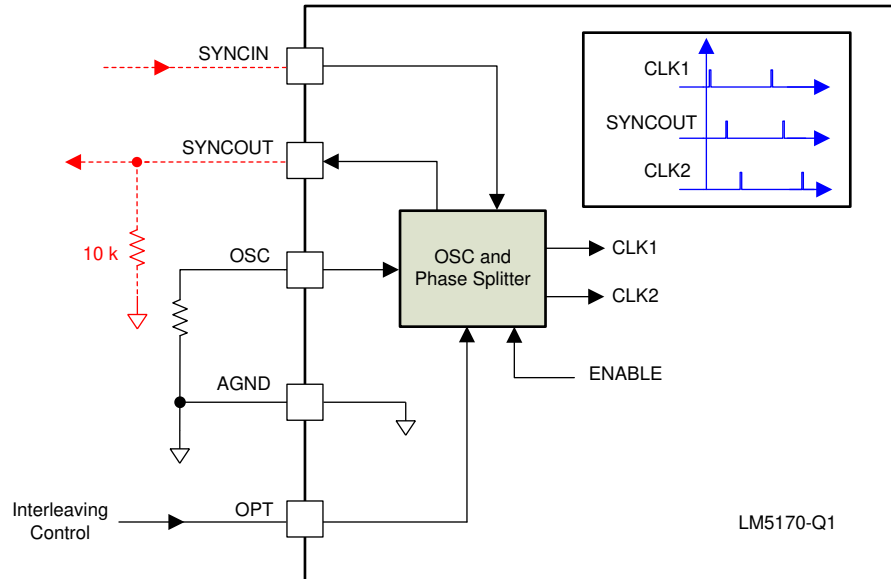 SYNCIN
CLK1
SYNCOUT
SYNCOUT
CLK2
10 k
OSC
OSC and
Phase Splitter
CLK1
CLK2
AGND
ENABLE
Interleaving
Control
OPT
LM5170-Q1